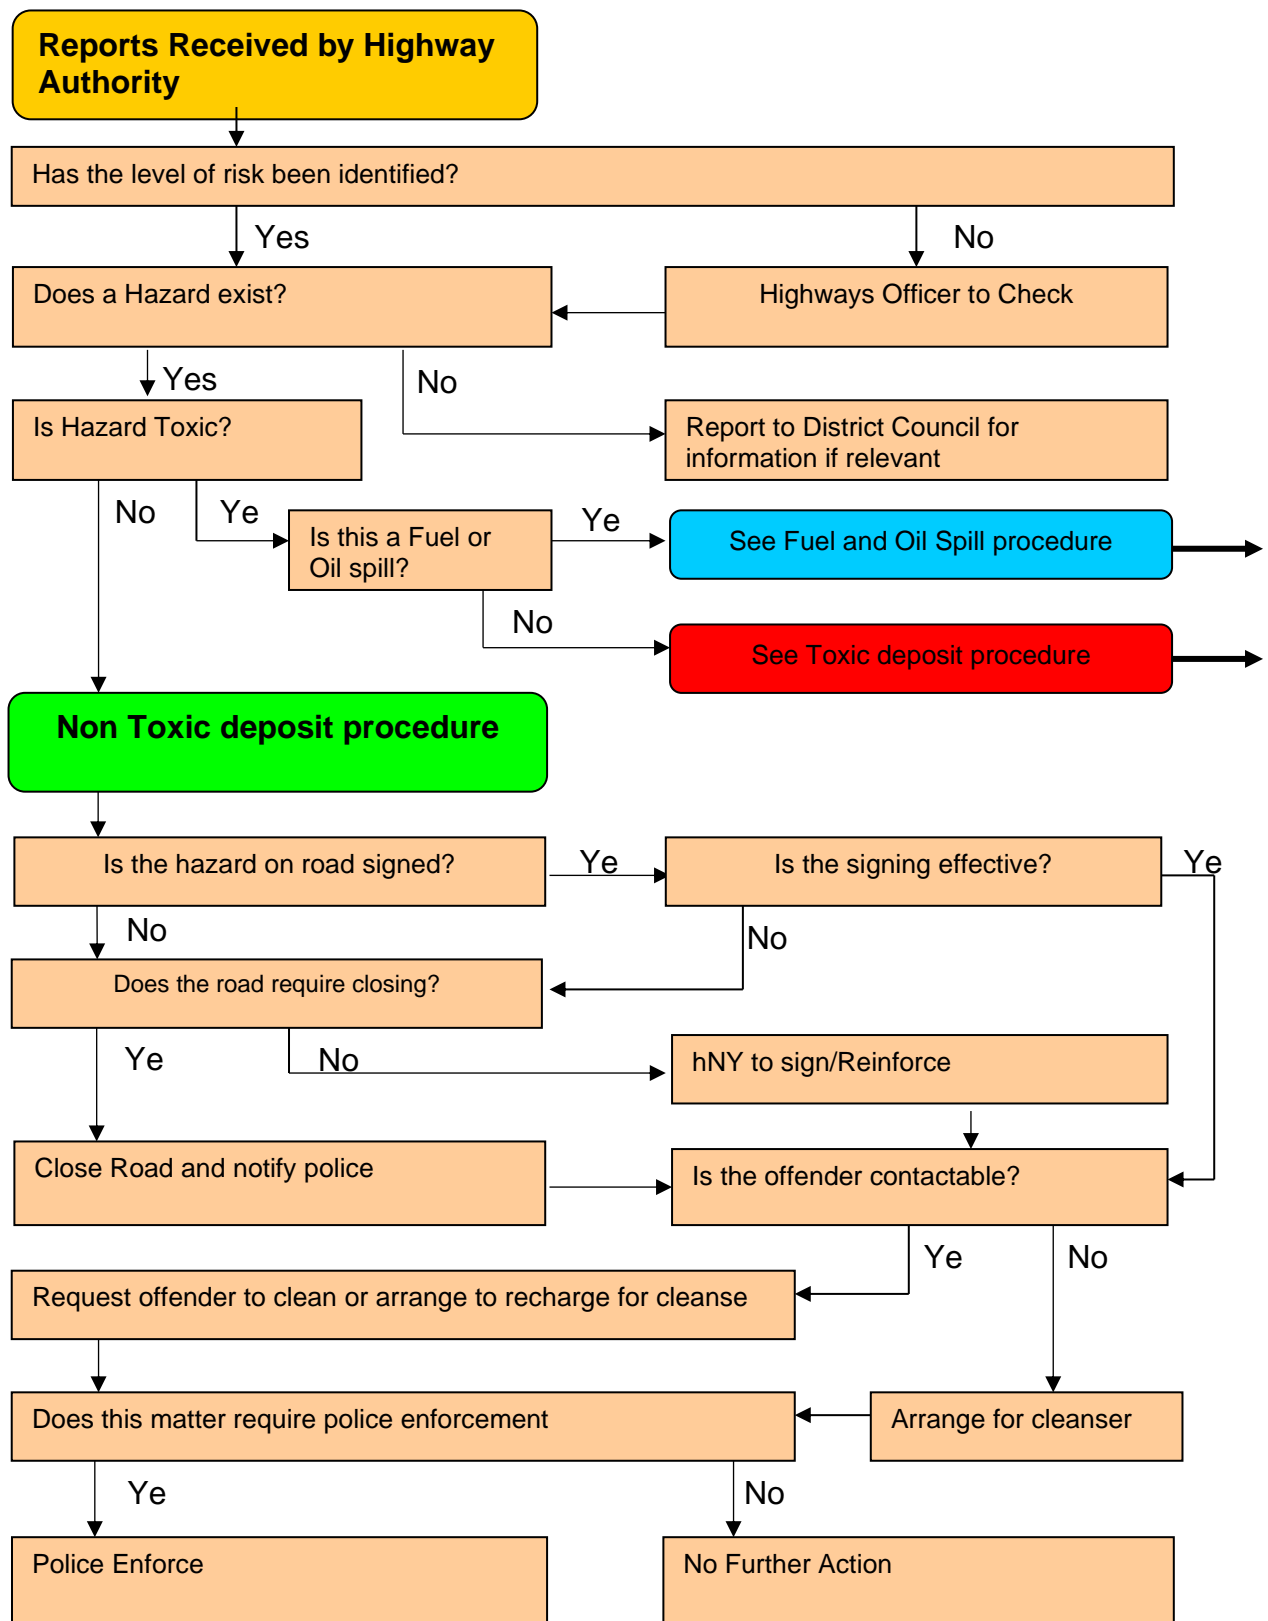 Reports Received by Highway
Authority
Has the level of risk been identified?
Yes
No
Does a Hazard exist?
Highways Officer to Check
Yes
No
Is Hazard Toxic?
Report to District Council for
information if relevant
No
Ye
Is this a Fuel or
Oil spill?
Ye
See Fuel and Oil Spill procedure
No
See Toxic deposit procedure
Non Toxic deposit procedure
Is the hazard on road signed?
Ye
Is the signing effective?
Ye
No
No
Does the road require closing?
Ye
No
hNY to sign/Reinforce
Close Road and notify police
Is the offender contactable?
Ye
No
Request offender to clean or arrange to recharge for cleanse
Does this matter require police enforcement
Arrange for cleanser
Ye
No
Police Enforce
No Further Action